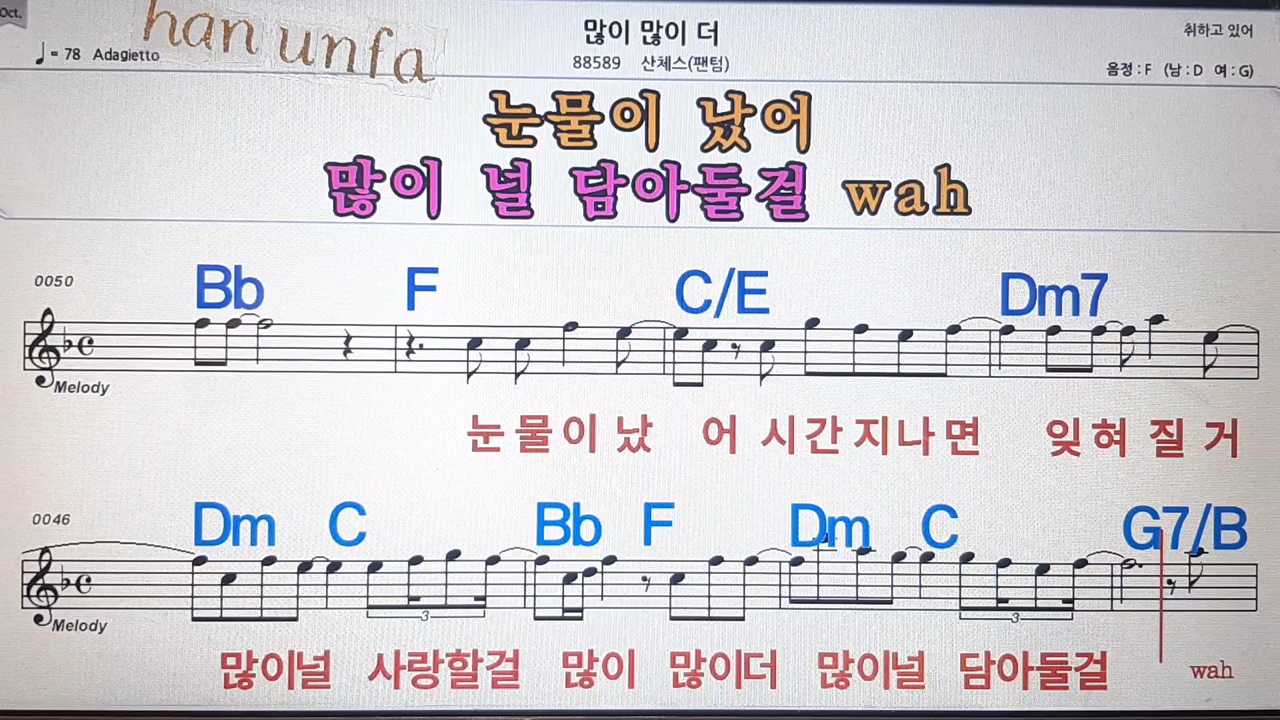 Oct.
han unfa
많이 많이 더
취하고 있어
♩= 78 Adagietto
88589 산체스(팬텀)
음정 : F (남 : D 여 : G)
눈물이 났어
많이 널 담아둘걸 wah
0050
Bb F C/E Dm7
Melody
눈물이 났 어 시간지나면 잊혀 질 거
0046
Dm C Bb F Dm C G7/B
3 3
Melody
많이널 사랑할걸 많이 많이더 많이널 담아둘걸 wah